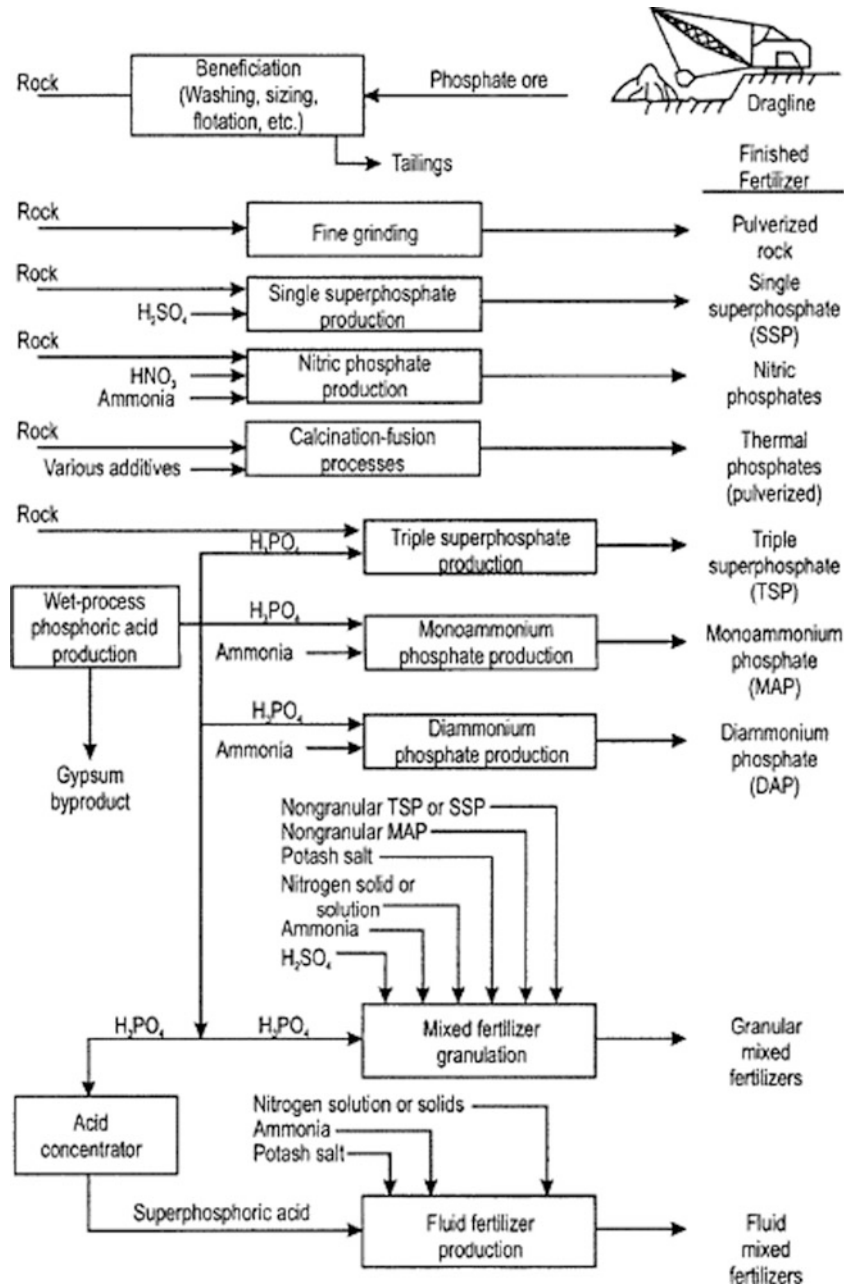 Rock
Beneficiation
(Washing, sizing,
flotation, etc.)
Phosphate ore
Dragline
Tailings
Finished
Fertilizer
Rock
Fine grinding
Pulverized
rock
Rock
H₂SO₄
Single superphosphate
production
Single
superphosphate
(SSP)
Rock
HNO₃
Ammonia
Nitric phosphate
production
Nitric
phosphates
Rock
Various additives
Calcination-fusion
processes
Thermal
phosphates
(pulverized)
Rock
H₃PO₄
Triple superphosphate
production
Triple
superphosphate
(TSP)
Wet-process
phosphoric acid
production
H₃PO₄
Ammonia
Monoammonium
phosphate production
Monoammonium
phosphate
(MAP)
H₃PO₄
Ammonia
Diammonium
phosphate production
Diammonium
phosphate
(DAP)
Gypsum
byproduct
Nongranular TSP or SSP
Nongranular MAP
Potash salt
Nitrogen solid or
solution
Ammonia
H₂SO₄
H₃PO₄
H₃PO₄
Mixed fertilizer
granulation
Granular
mixed
fertilizers
Acid
concentrator
Nitrogen solution or solids
Ammonia
Potash salt
Superphosphoric acid
Fluid fertilizer
production
Fluid
mixed
fertilizers